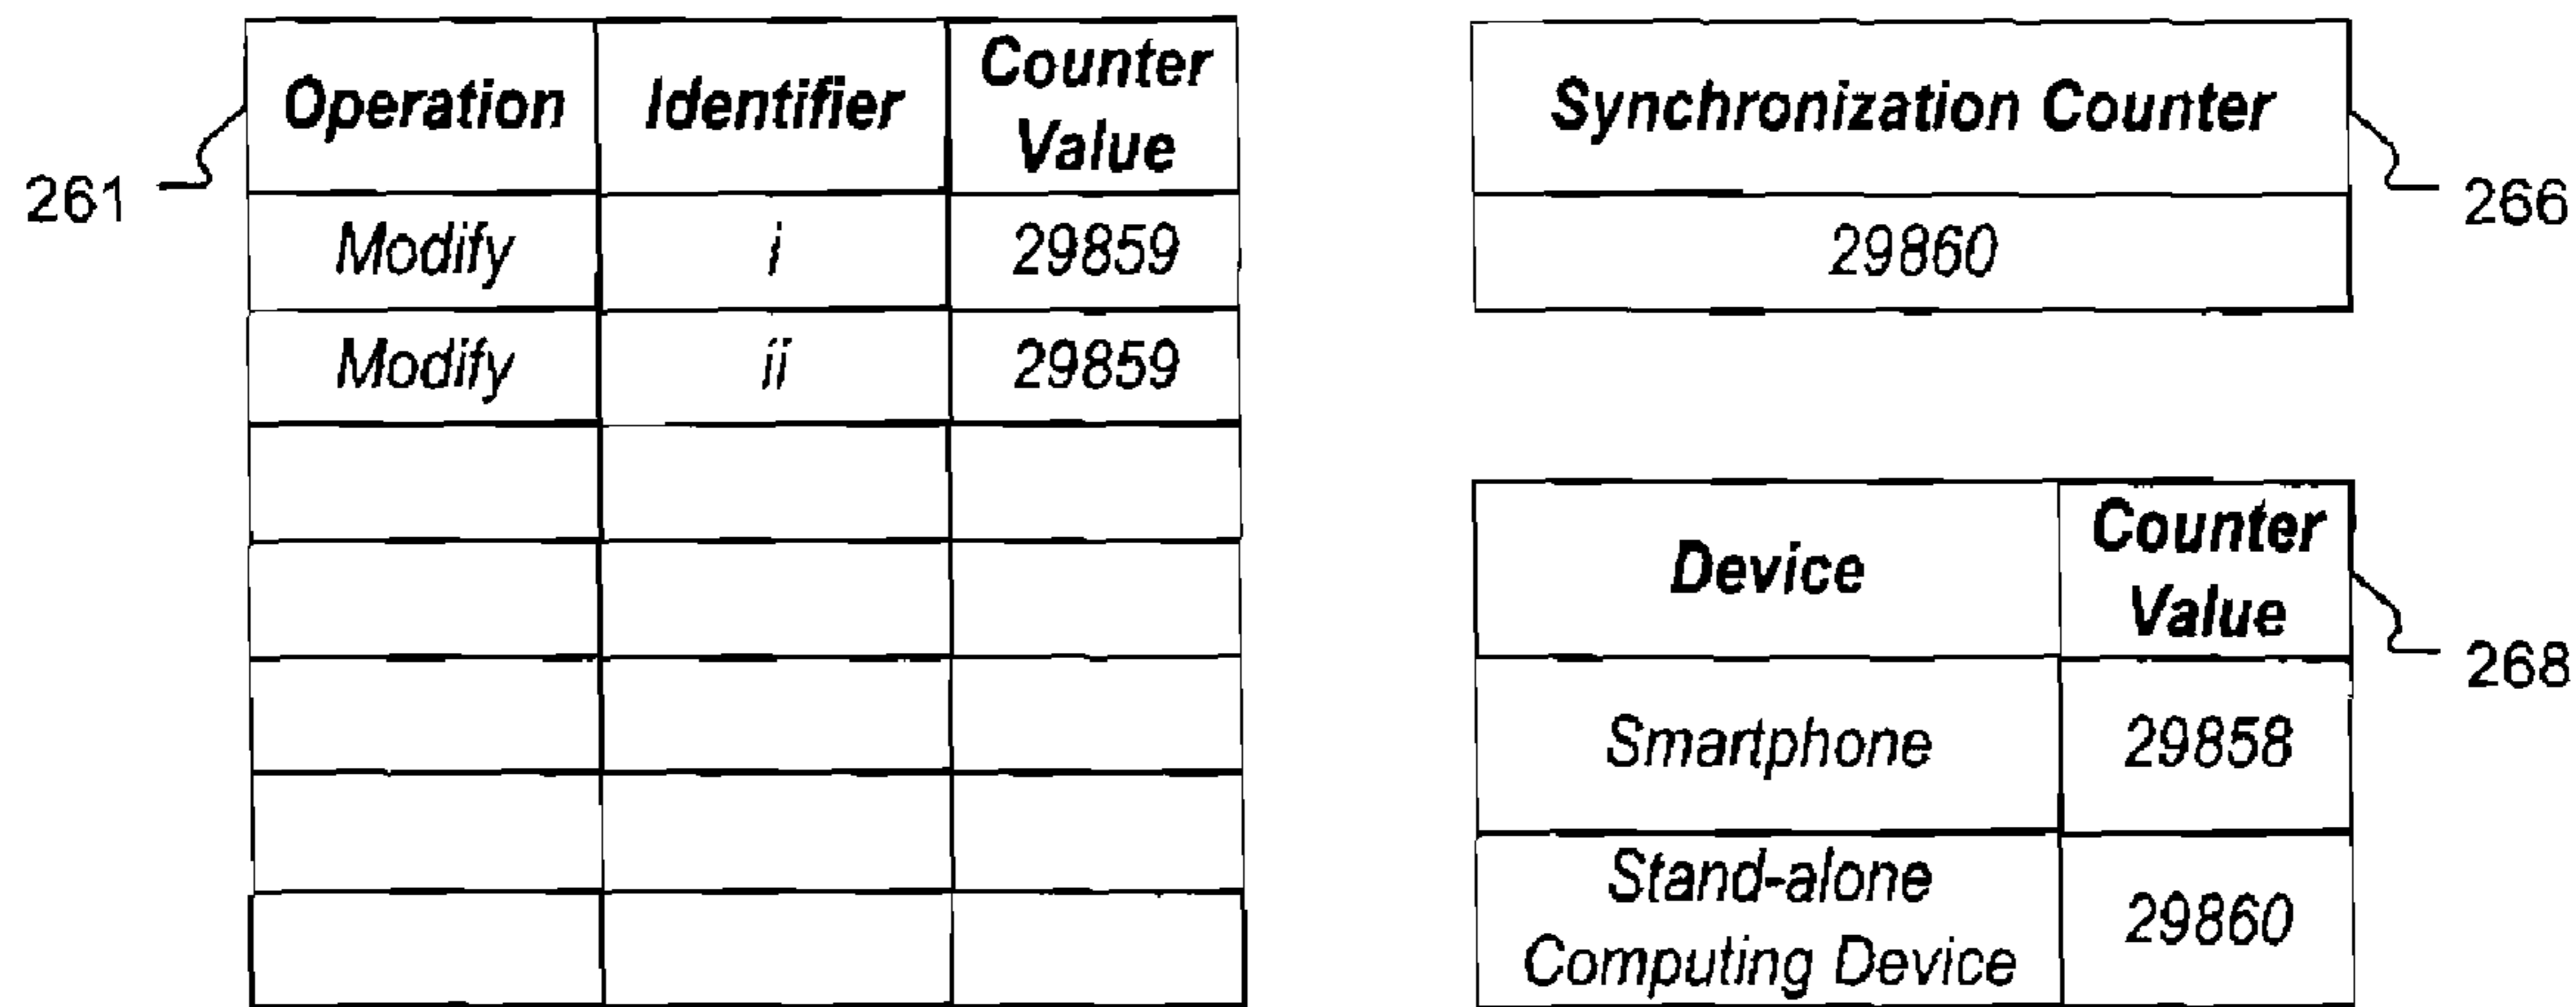 Operation Identifier Counter Value
261
Modify i 29859
Modify ii 29859
Synchronization Counter
266
29860
Device Counter Value
268
Smartphone 29858
Stand-alone Computing Device 29860